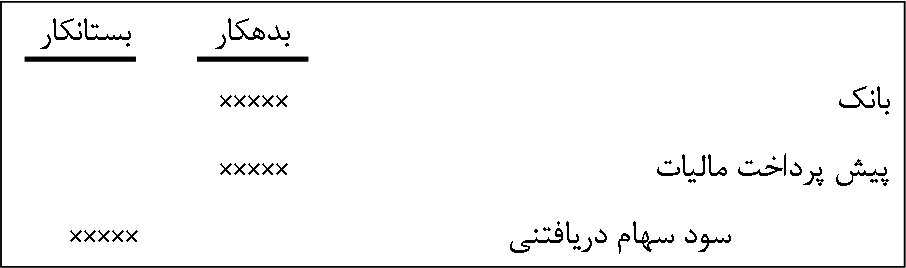 بدهکار بستانکار
بانک ×××××
پیش پرداخت مالیات ×××××
سود سهام دریافتنی ×××××